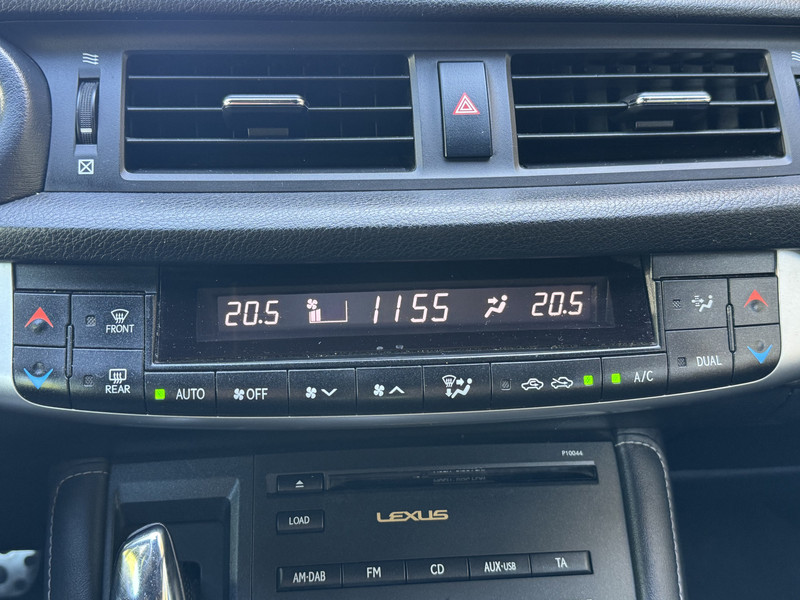 20.5 1155 20.5
FRONT
REAR
AUTO OFF A/C DUAL
P10044
LOAD LEXUS
AM·DAB FM CD AUX·USB TA